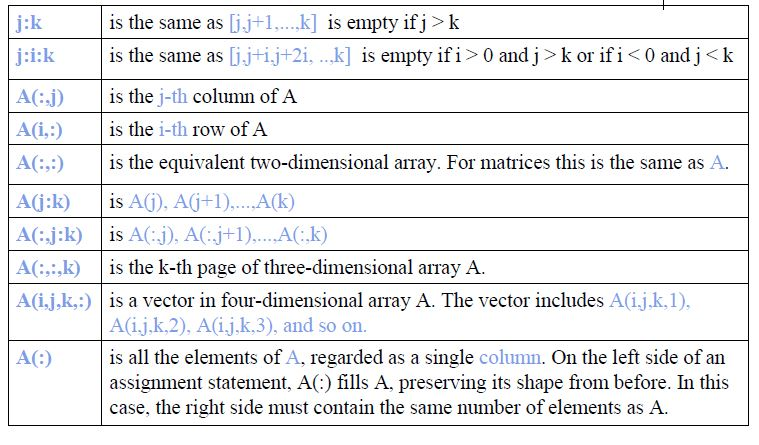 j:k is the same as [j,j+1,...,k] is empty if j > k
j:i:k is the same as [j,j+i,j+2i, ..,k] is empty if i > 0 and j > k or if i < 0 and j < k
A(:,j) is the j-th column of A
A(i,:) is the i-th row of A
A(:,:) is the equivalent two-dimensional array. For matrices this is the same as A.
A(j:k) is A(j), A(j+1),...,A(k)
A(:,j:k) is A(:,j), A(:,j+1),...,A(:,k)
A(:,:,k) is the k-th page of three-dimensional array A.
A(i,j,k,:) is a vector in four-dimensional array A. The vector includes A(i,j,k,1),
A(i,j,k,2), A(i,j,k,3), and so on.
A(:) is all the elements of A, regarded as a single column. On the left side of an
assignment statement, A(:) fills A, preserving its shape from before. In this
case, the right side must contain the same number of elements as A.